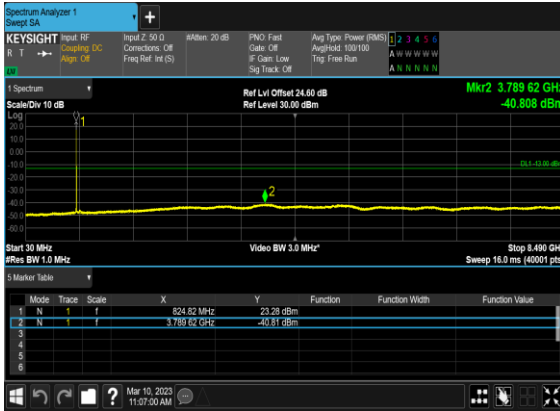 Spectrum Analyzer 1
Swept SA
+
KEYSIGHT
R T
Input: RF
Coupling: DC
Align: Off
Input Z: 50 Ω
Corrections: Off
Freq Ref: Int (S)
#Atten: 20 dB
PNO: Fast
Gate: Off
IF Gain: Low
Sig Track: Off
Avg Type: Power (RMS)
Avg|Hold: 100/100
Trig: Free Run
1 2 3 4 5 6
A W W W W W
A N N N N N
1 Spectrum
Scale/Div 10 dB
Ref Lvl Offset 24.60 dB
Ref Level 30.00 dBm
Mkr2 3.789 62 GHz
-40.808 dBm
Log
20.0
10.0
0.00
-10.0
-20.0
-30.0
-40.0
-50.0
-60.0
1
2
DL1 -13.00 dBm
Start 30 MHz
#Res BW 1.0 MHz
Video BW 3.0 MHz*
Stop 8.490 GHz
Sweep 16.0 ms (40001 pts)
5 Marker Table
Mode Trace Scale X Y Function Function Width Function Value
1 N 1 f 824.82 MHz 23.28 dBm
2 N 1 f 3.789 62 GHz -40.81 dBm
3
4
5
6
?
Mar 10, 2023
11:07:00 AM